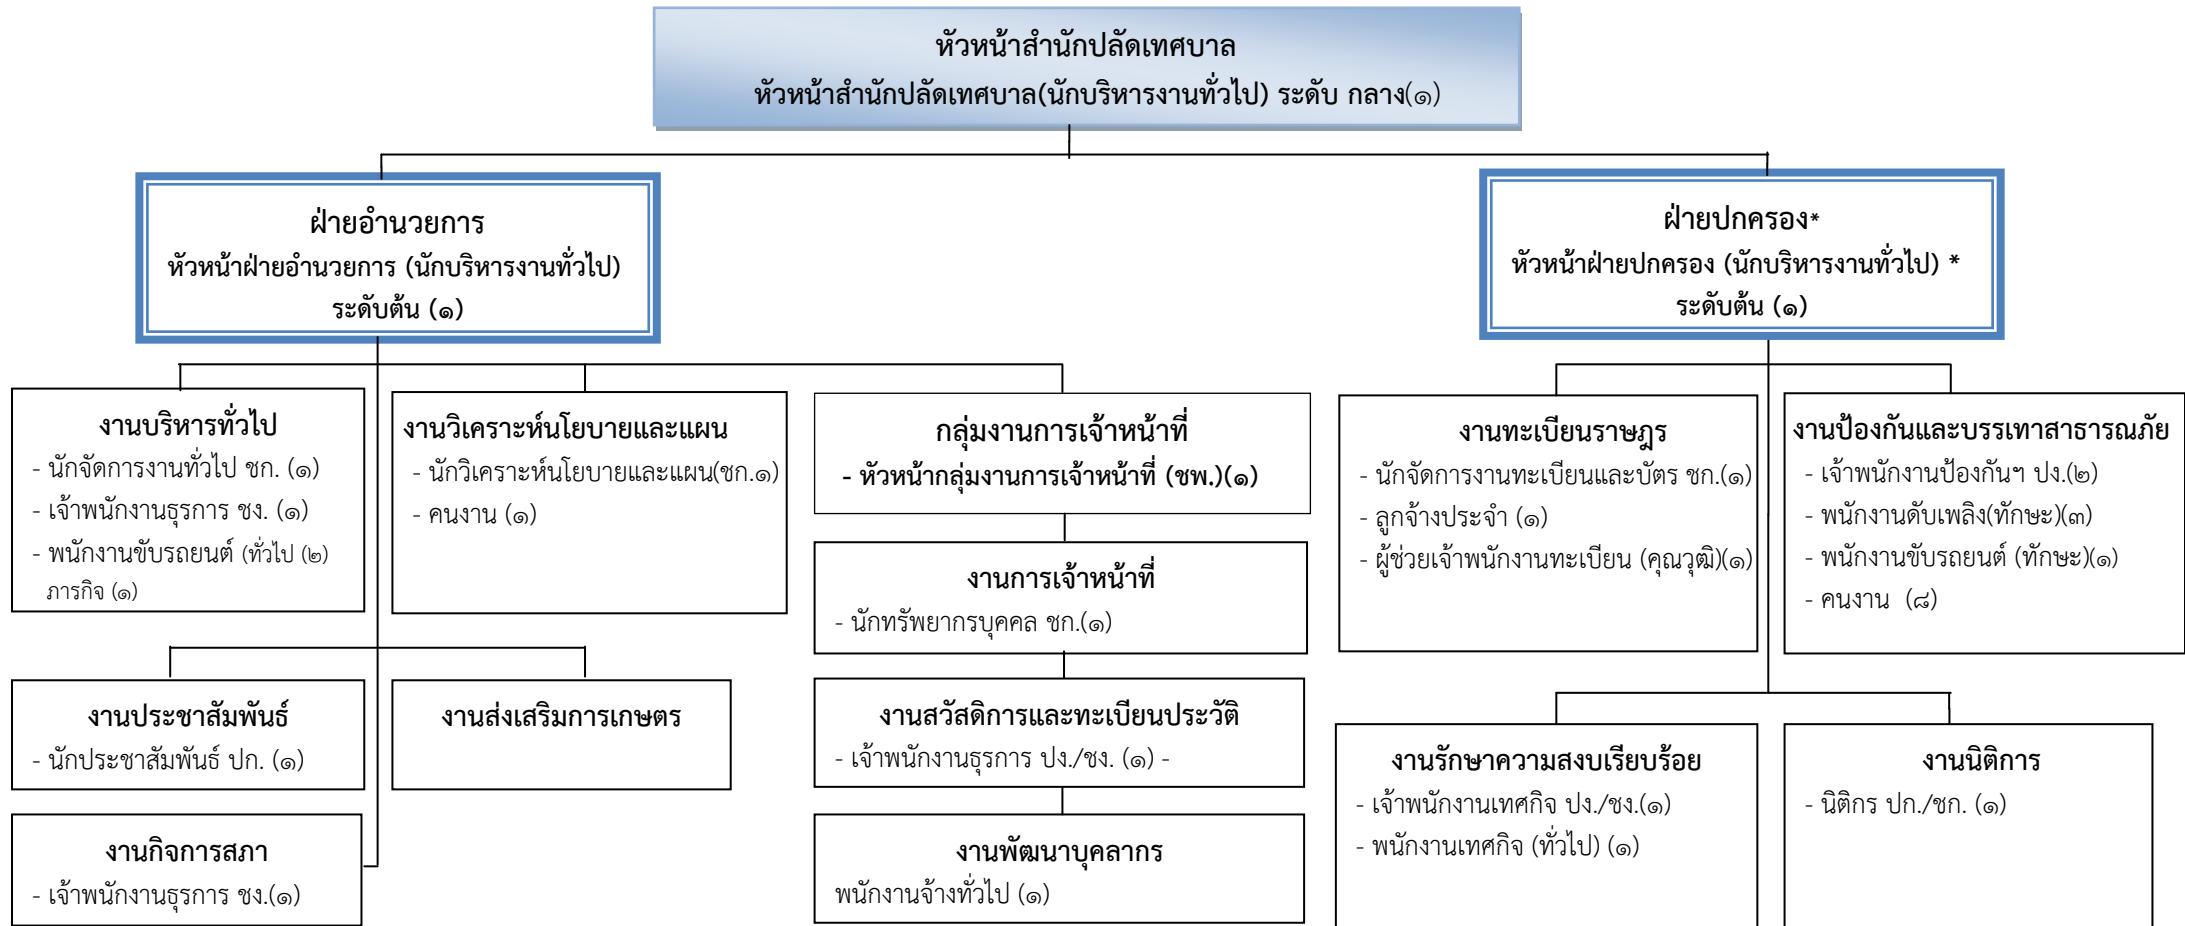 หัวหน้าสำนักปลัดเทศบาล
หัวหน้าสำนักปลัดเทศบาล(นักบริหารงานทั่วไป) ระดับ กลาง(๑)
ฝ่ายอำนวยการ
หัวหน้าฝ่ายอำนวยการ (นักบริหารงานทั่วไป)
ระดับต้น (๑)
ฝ่ายปกครอง*
หัวหน้าฝ่ายปกครอง (นักบริหารงานทั่วไป) *
ระดับต้น (๑)
งานบริหารทั่วไป
- นักจัดการงานทั่วไป ชก. (๑)
- เจ้าพนักงานธุรการ ชง. (๑)
- พนักงานขับรถยนต์ (ทั่วไป (๒)
ภารกิจ (๑)
งานวิเคราะห์นโยบายและแผน
- นักวิเคราะห์นโยบายและแผน(ชก.๑)
- คนงาน (๑)
กลุ่มงานการเจ้าหน้าที่
- หัวหน้ากลุ่มงานการเจ้าหน้าที่ (ชพ.)(๑)
งานการเจ้าหน้าที่
- นักทรัพยากรบุคคล ชก.(๑)
งานทะเบียนราษฎร
- นักจัดการงานทะเบียนและบัตร ชก.(๑)
- ลูกจ้างประจำ (๑)
- ผู้ช่วยเจ้าพนักงานทะเบียน (คุณวุฒิ)(๑)
งานป้องกันและบรรเทาสาธารณภัย
- เจ้าพนักงานป้องกันฯ ปง.(๒)
- พนักงานดับเพลิง(ทักษะ)(๓)
- พนักงานขับรถยนต์ (ทักษะ)(๑)
- คนงาน (๘)
งานประชาสัมพันธ์
- นักประชาสัมพันธ์ ปก. (๑)
งานส่งเสริมการเกษตร
งานสวัสดิการและทะเบียนประวัติ
- เจ้าพนักงานธุรการ ปง./ชง. (๑) -
งานรักษาความสงบเรียบร้อย
- เจ้าพนักงานเทศกิจ ปง./ชง.(๑)
- พนักงานเทศกิจ (ทั่วไป) (๑)
งานนิติการ
- นิติกร ปก./ชก. (๑)
งานกิจการสภา
- เจ้าพนักงานธุรการ ชง.(๑)
งานพัฒนาบุคลากร
พนักงานจ้างทั่วไป (๑)